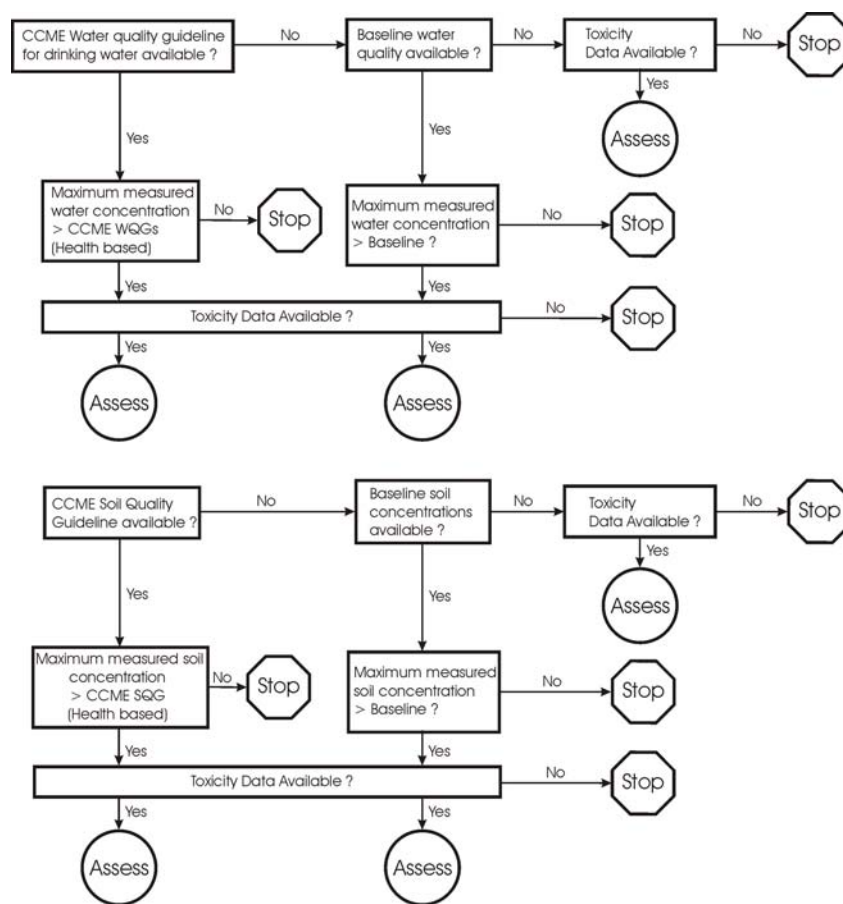 CCME Water quality guideline
for drinking water available ?
No
Baseline water
quality available ?
No
Toxicity
Data Available ?
No
Stop
Yes
Yes
Yes
Assess
Maximum measured
water concentration
> CCME WQGs
(Health based)
No
Stop
Maximum measured
water concentration
> Baseline ?
No
Stop
Yes
Yes
Toxicity Data Available ?
No
Stop
Yes
Yes
Assess
Assess
CCME Soil Quality
Guideline available ?
No
Baseline soil
concentrations
available ?
No
Toxicity
Data Available ?
No
Stop
Yes
Yes
Yes
Assess
Maximum measured soil
concentration
> CCME SQG
(Health based)
No
Stop
Maximum measured
soil concentration
> Baseline ?
No
Stop
Yes
Yes
Toxicity Data Available ?
No
Stop
Yes
Yes
Assess
Assess